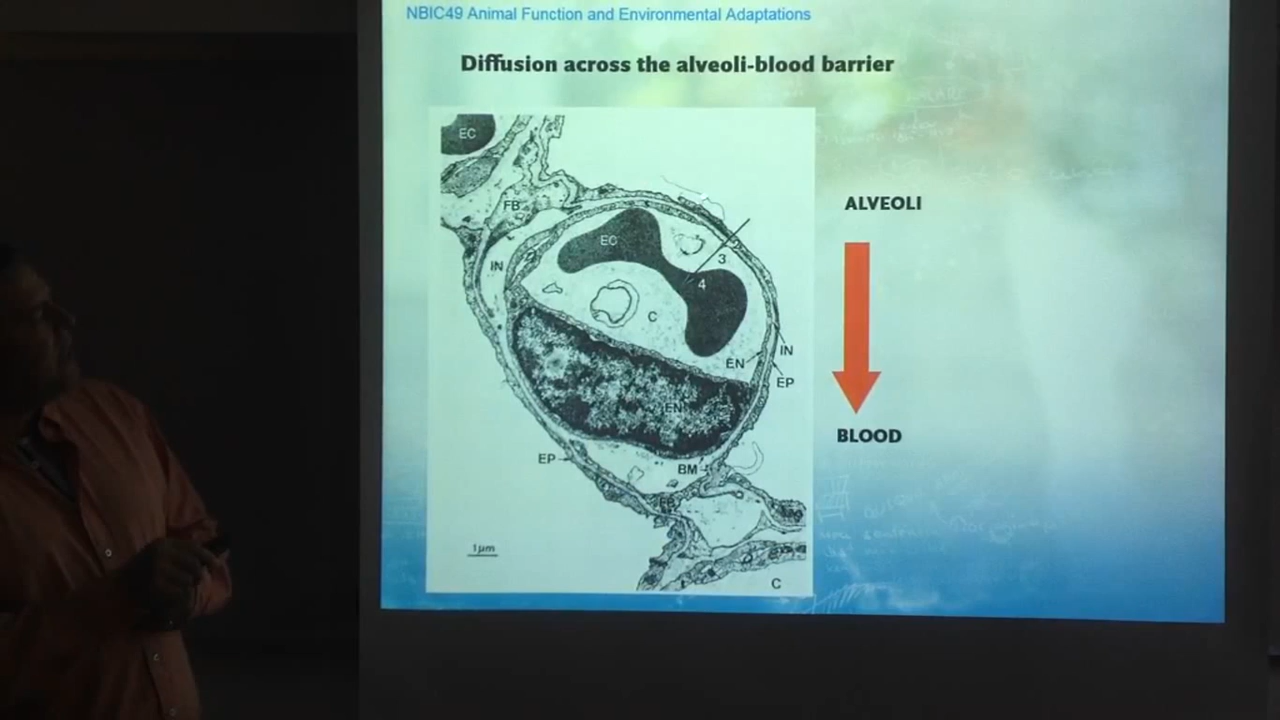 NBIC49 Animal Function and Environmental Adaptations
Diffusion across the alveoli-blood barrier
EC
FB
EC
3
4
IN
C
IN
EN
EP
EN
EP
BM
FB
1µm
C
ALVEOLI
BLOOD